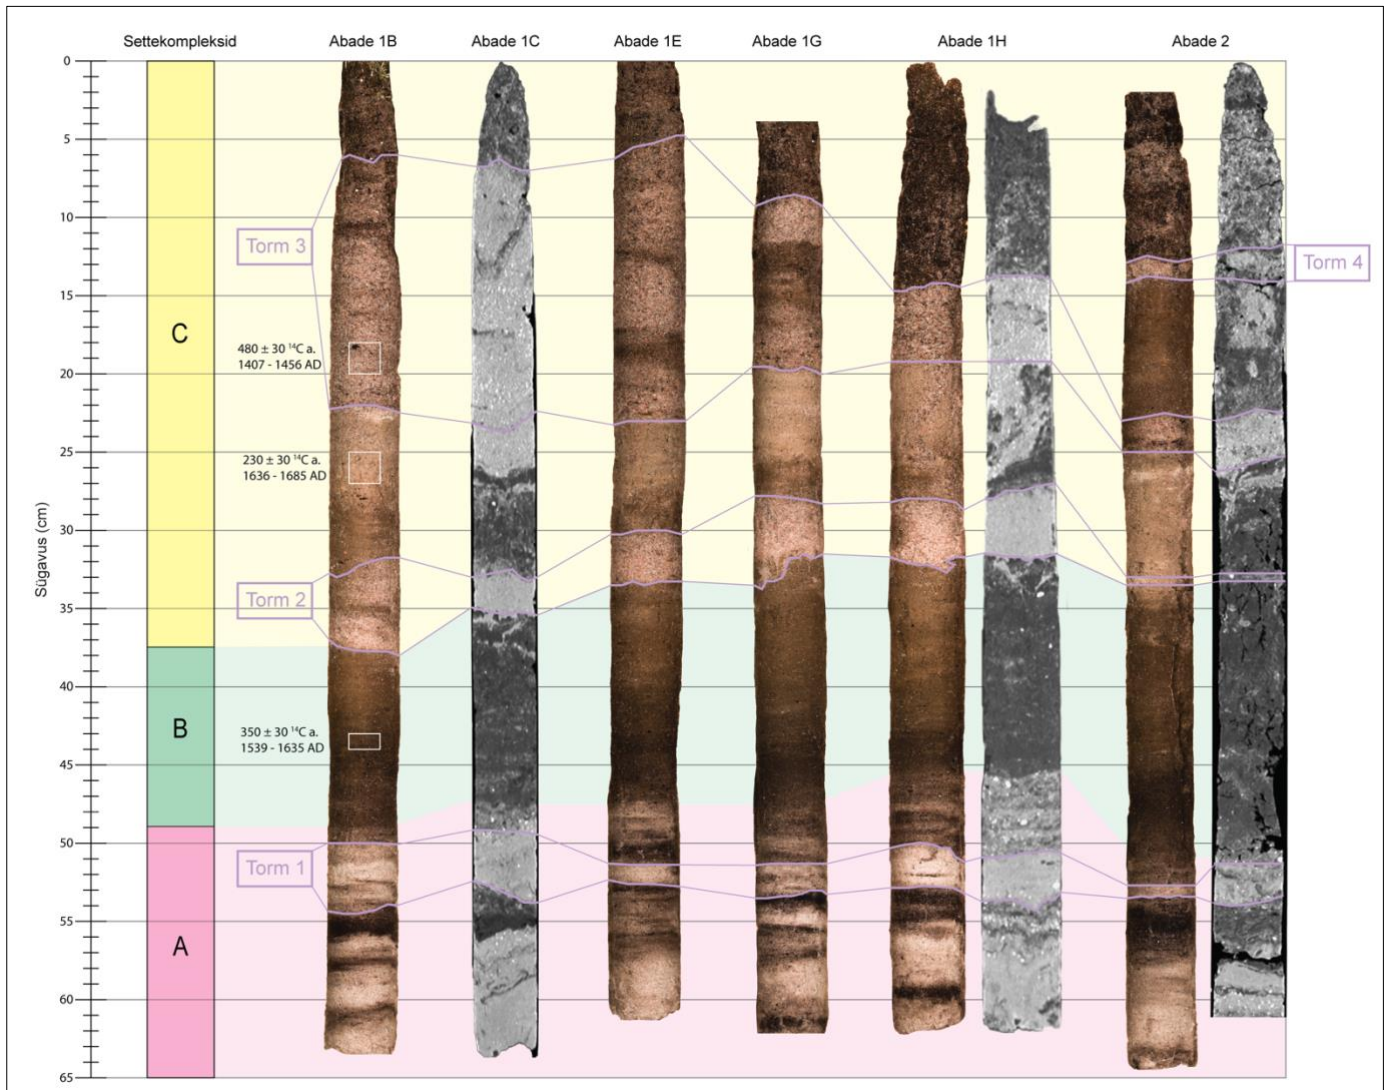 Settekompleksid Abade 1B Abade 1C Abade 1E Abade 1G Abade 1H Abade 2
0
5
10
Torm 3
Torm 4
15
C
480 ± 30 ¹⁴C a.
1407 - 1456 AD
20
25
230 ± 30 ¹⁴C a.
1636 - 1685 AD
30
Sügavus (cm)
Torm 2
35
40
B
350 ± 30 ¹⁴C a.
1539 - 1635 AD
45
50
Torm 1
55
A
60
65